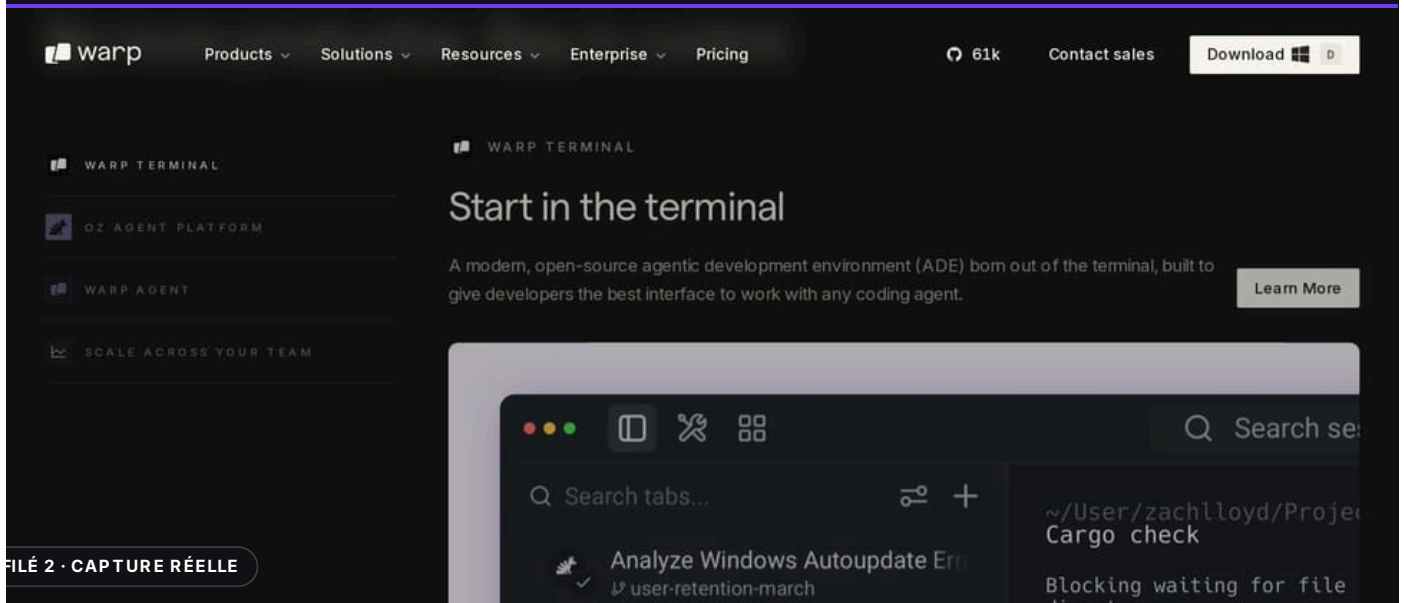 warp
Products
Solutions
Resources
Enterprise
Pricing
61k
Contact sales
Download
D
WARP TERMINAL
OZ AGENT PLATFORM
WARP AGENT
SCALE ACROSS YOUR TEAM
WARP TERMINAL
Start in the terminal
A modern, open-source agentic development environment (ADE) born out of the terminal, built to
give developers the best interface to work with any coding agent.
Learn More
Search tabs...
Analyze Windows Autoupdate
user-retention-march
Search
~/User/zachlloyd/
Cargo check
Blocking waiting for file
FILÉ 2 · CAPTURE RÉELLE